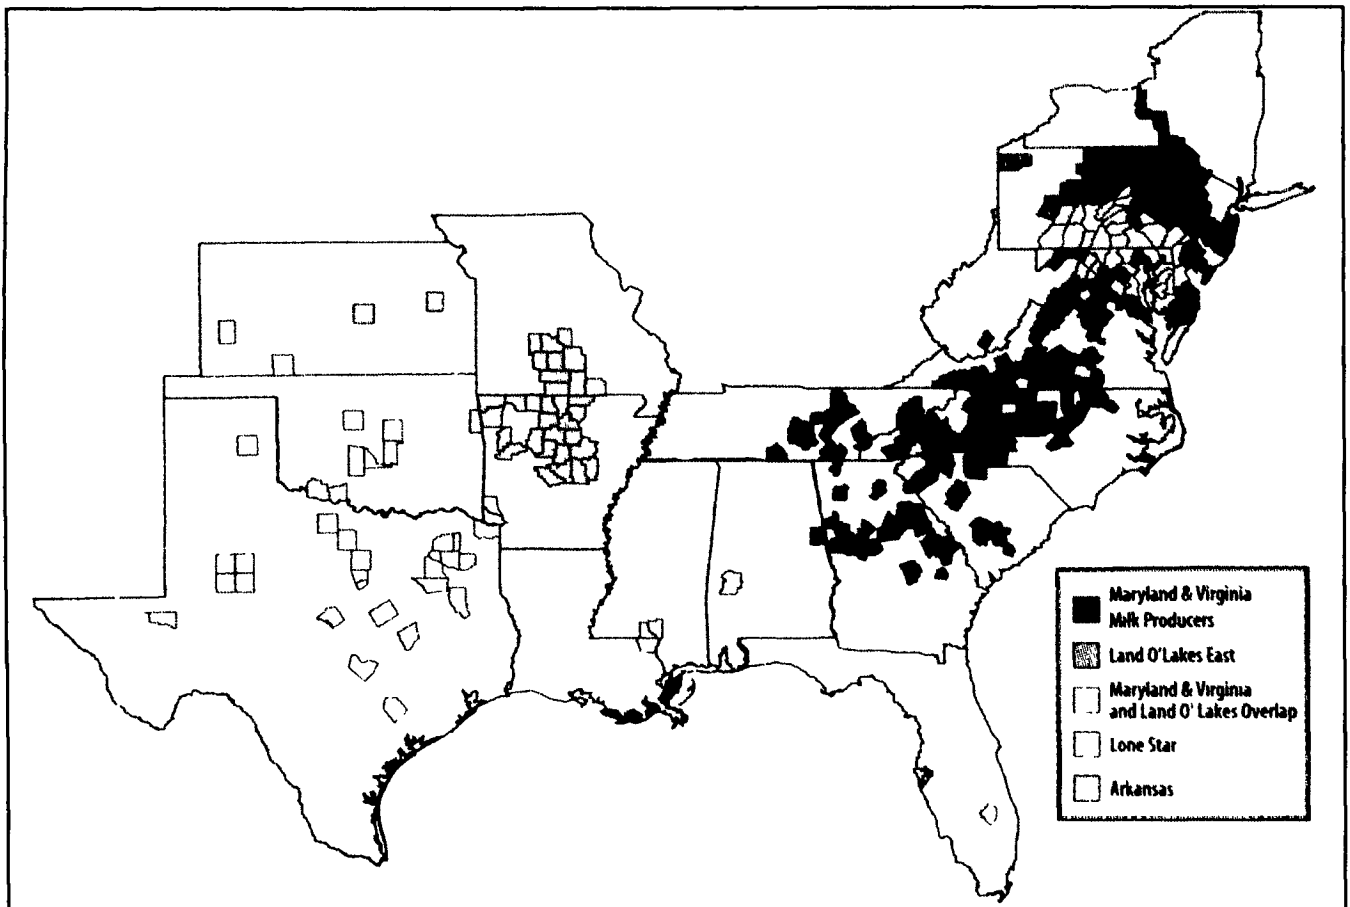 Maryland & Virginia
Milk Producers
Land O'Lakes East
Maryland & Virginia
and Land O' Lakes Overlap
Lone Star
Arkansas